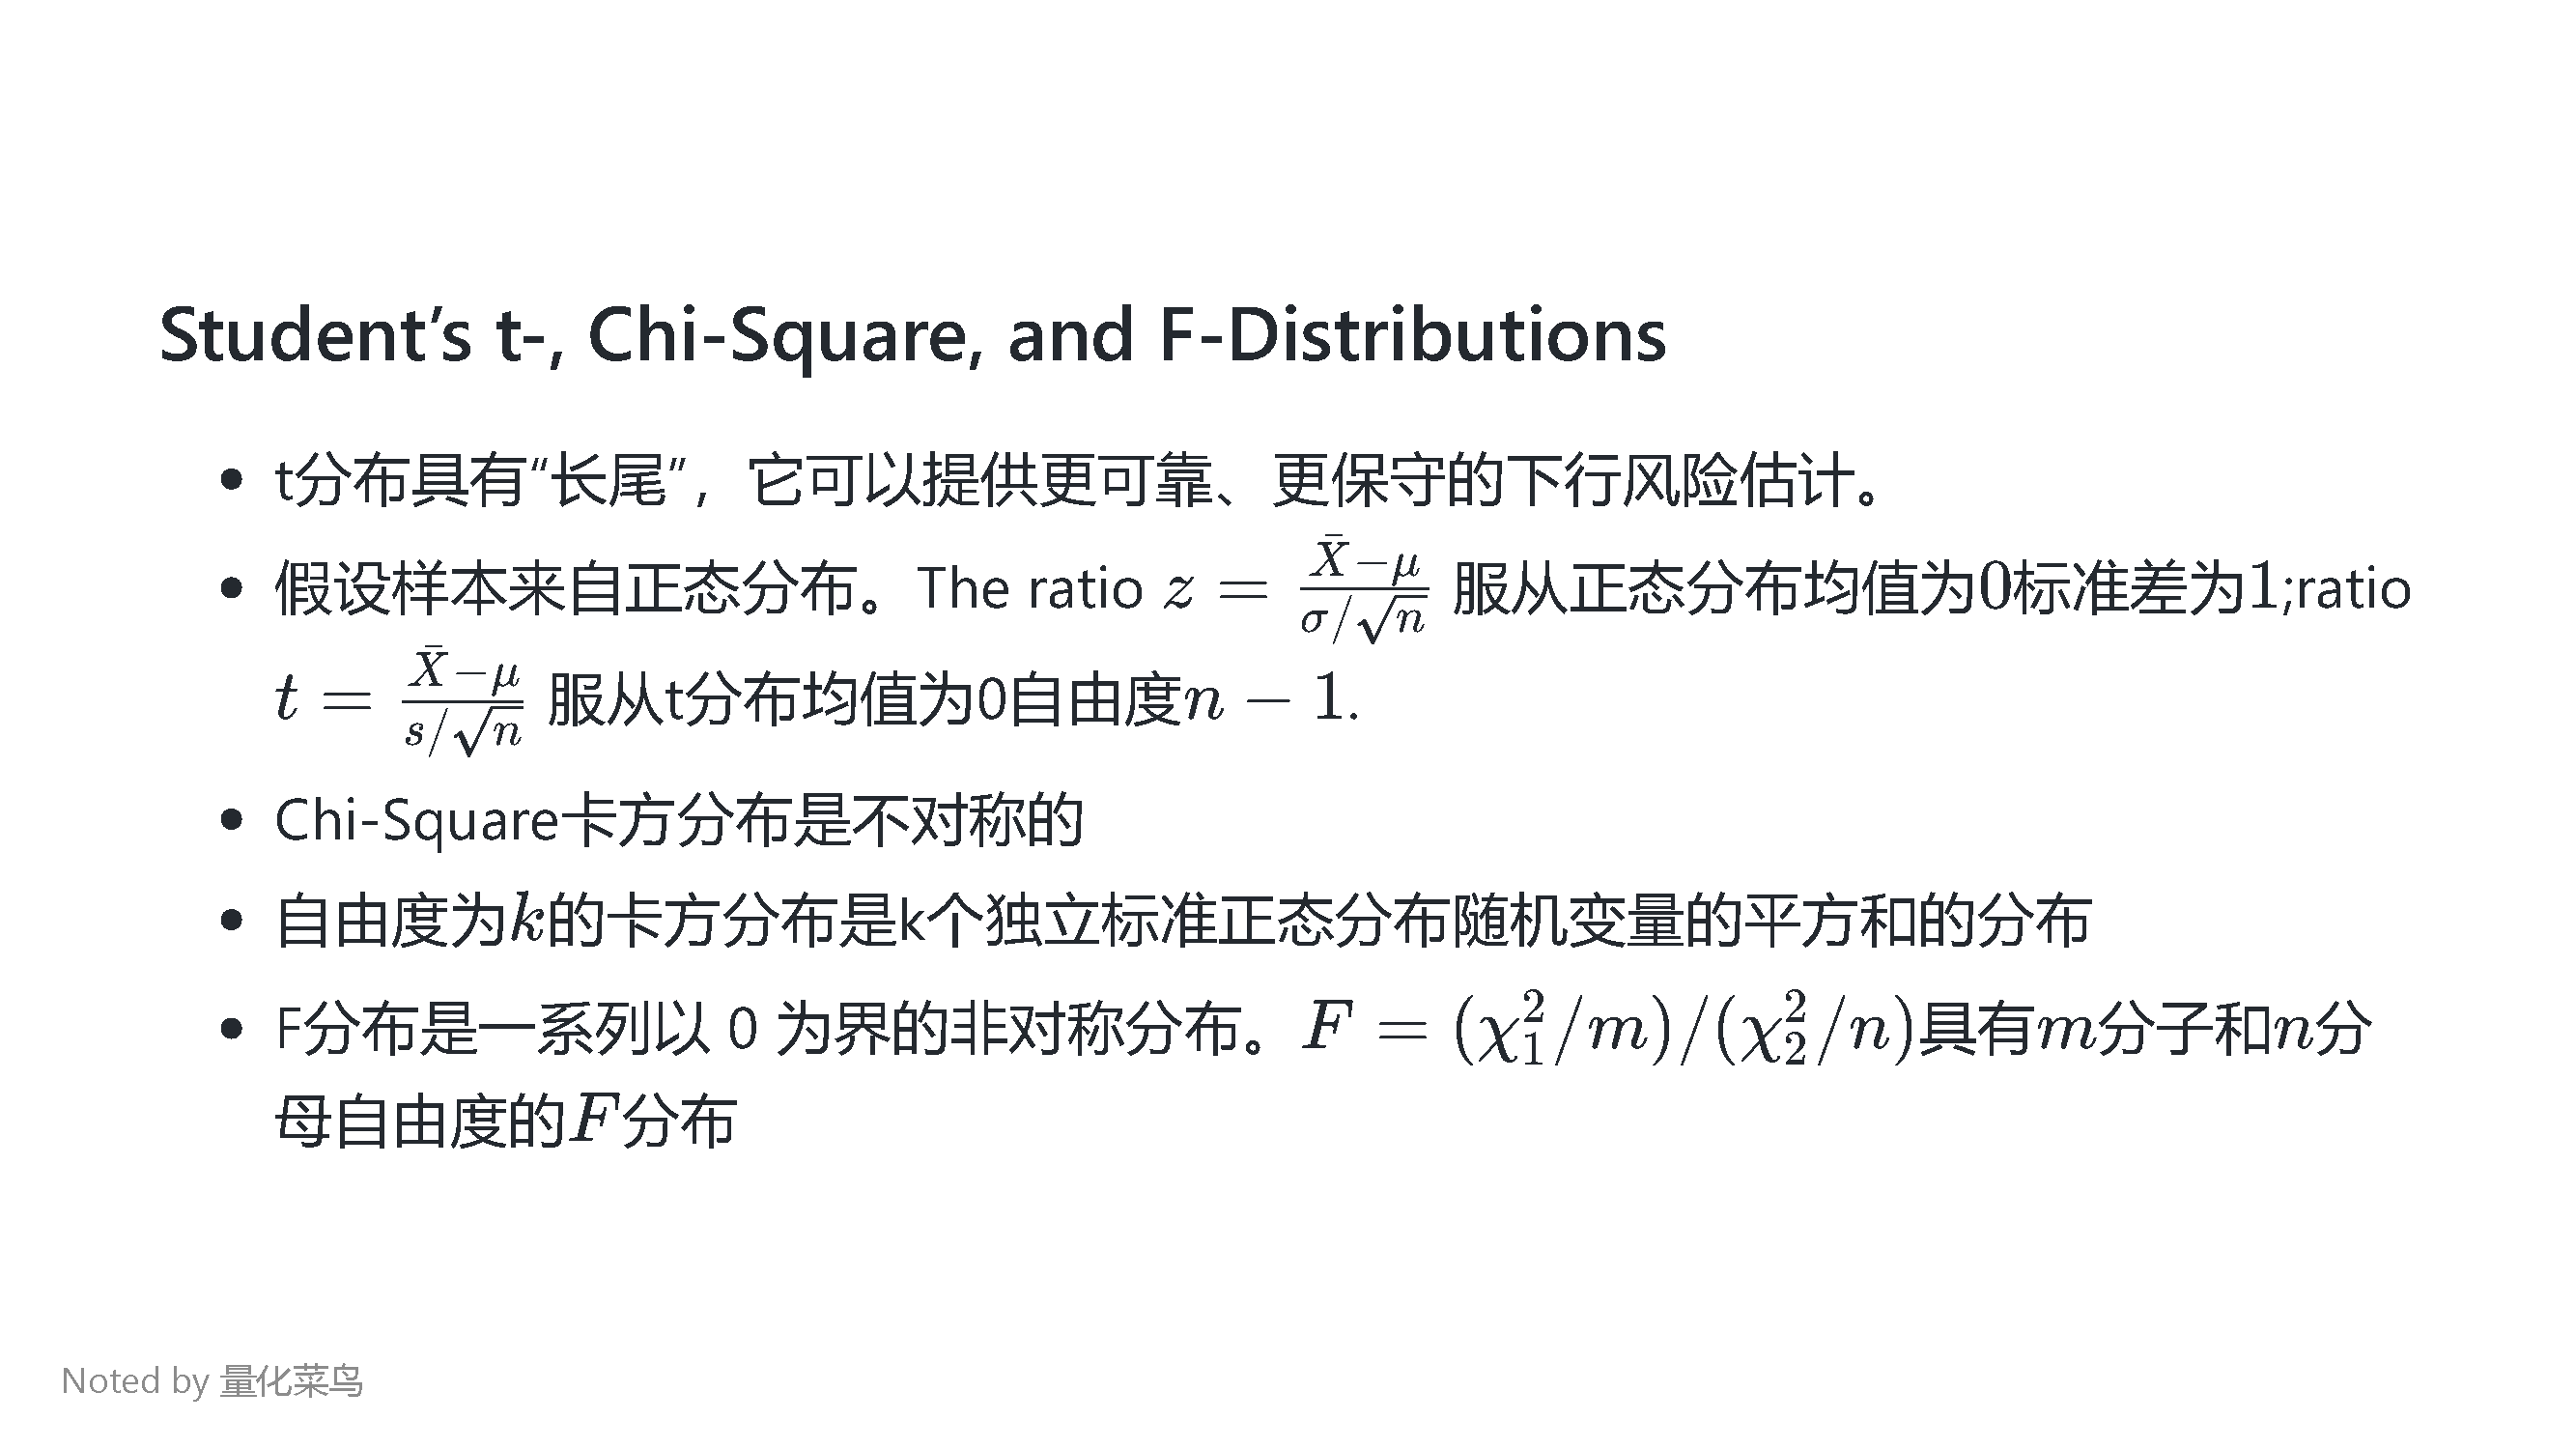 Student’s t-, Chi-Square, and F-Distributions
• t分布具有“长尾”，它可以提供更可靠、更保守的下行风险估计。
• 假设样本来自正态分布。The ratio $z = \frac{\bar{X}-\mu}{\sigma/\sqrt{n}}$ 服从正态分布均值为0标准差为1;ratio
$t = \frac{\bar{X}-\mu}{s/\sqrt{n}}$ 服从t分布均值为0自由度$n - 1$.
• Chi-Square卡方分布是不对称的
• 自由度为$k$的卡方分布是k个独立标准正态分布随机变量的平方和的分布
• F分布是一系列以 0 为界的非对称分布。$F = (\chi_1^2/m)/(\chi_2^2/n)$具有$m$分子和$n$分
母自由度的$F$分布
Noted by 量化菜鸟